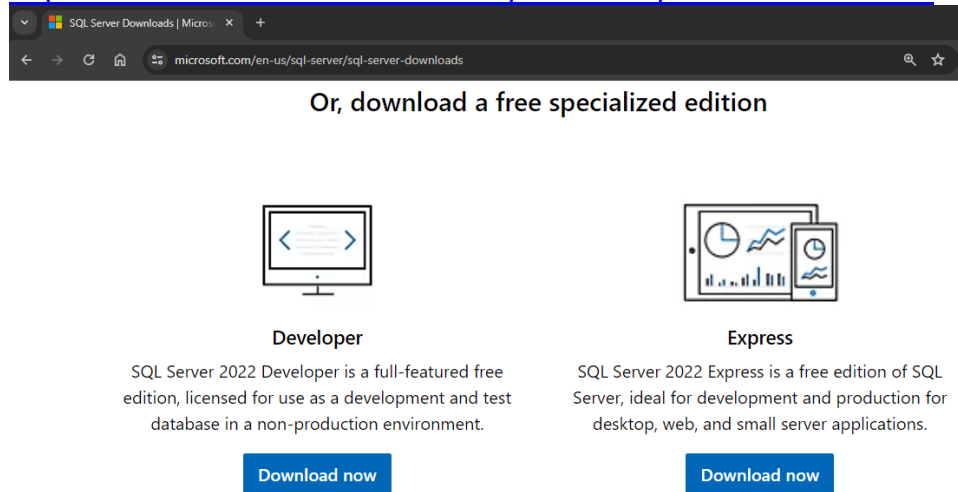 SQL Server Downloads | Micros
microsoft.com/en-us/sql-server/sql-server-downloads
Or, download a free specialized edition
Developer
SQL Server 2022 Developer is a full-featured free
edition, licensed for use as a development and test
database in a non-production environment.
Download now
Express
SQL Server 2022 Express is a free edition of SQL
Server, ideal for development and production for
desktop, web, and small server applications.
Download now